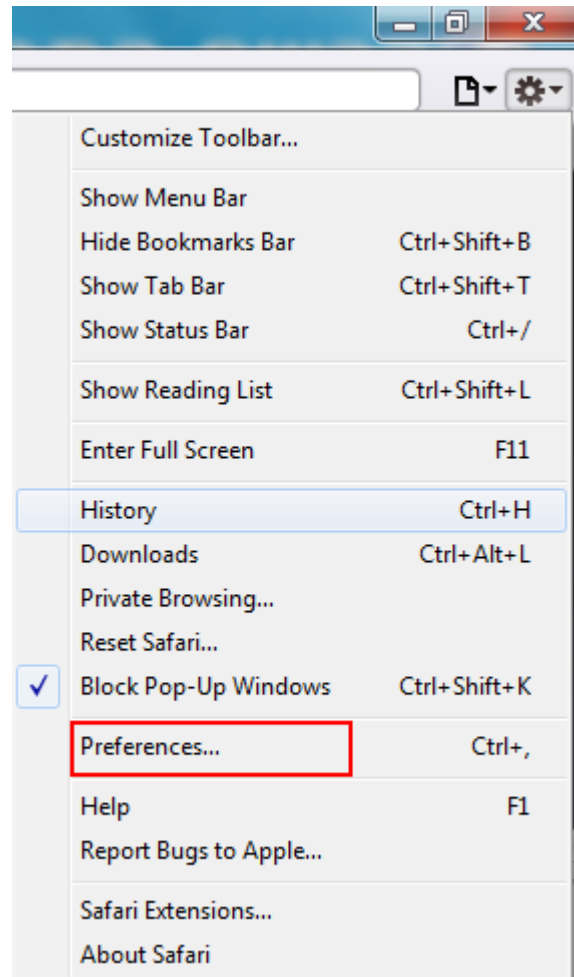 Customize Toolbar...
Show Menu Bar
Hide Bookmarks Bar Ctrl+Shift+B
Show Tab Bar Ctrl+Shift+T
Show Status Bar Ctrl+/
Show Reading List Ctrl+Shift+L
Enter Full Screen F11
History Ctrl+H
Downloads Ctrl+Alt+L
Private Browsing...
Reset Safari...
Block Pop-Up Windows Ctrl+Shift+K
Preferences... Ctrl+,
Help F1
Report Bugs to Apple...
Safari Extensions...
About Safari